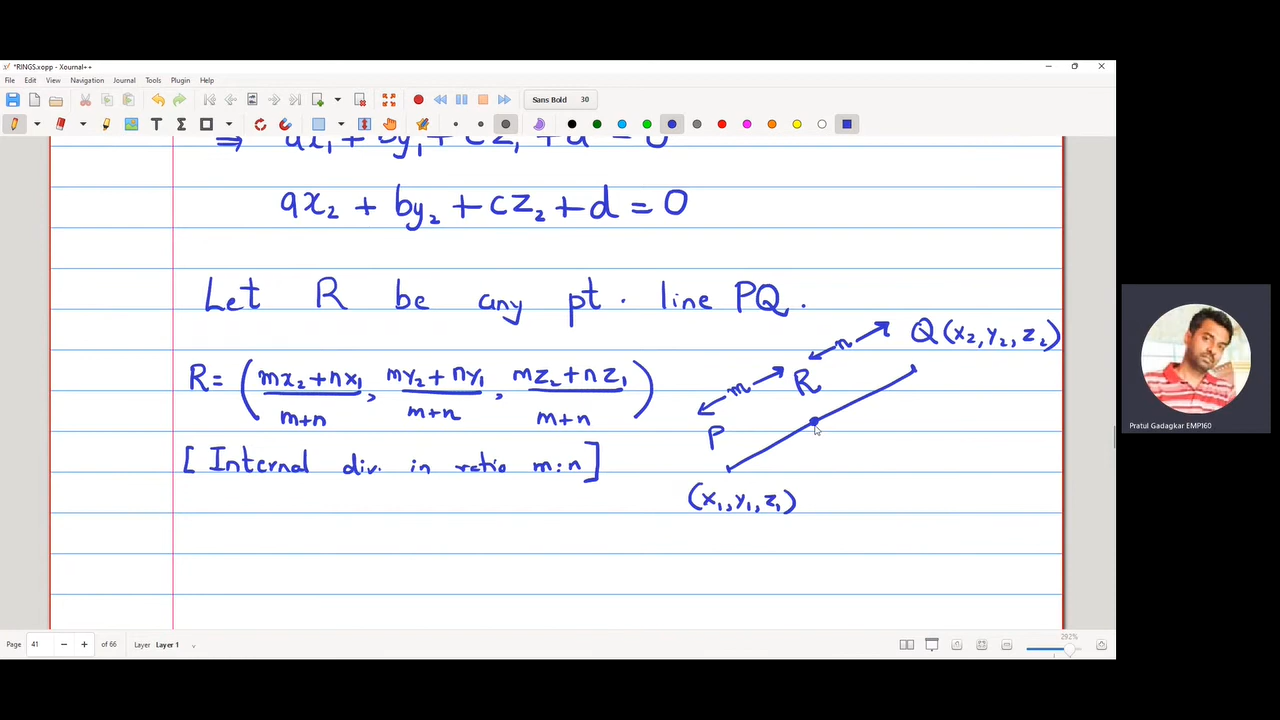 *RINGS.xopp - Xournal++
File Edit View Navigation Journal Tools Plugin Help
Sans Bold 30
⇒ ax₁ + by₁ + cz₁ + d = 0
ax₂ + by₂ + cz₂ + d = 0
Let R be any pt. line PQ.
R = ( (mx₂+nx₁)/(m+n), (my₂+ny₁)/(m+n), (mz₂+nz₁)/(m+n) )
[Internal div. in ratio m:n]
Q(x₂,y₂,z₂)
n
R
m
P
(x₁,y₁,z₁)
Pratul Gadagkar EMP160
Page 41 of 66 Layer Layer 1 292%